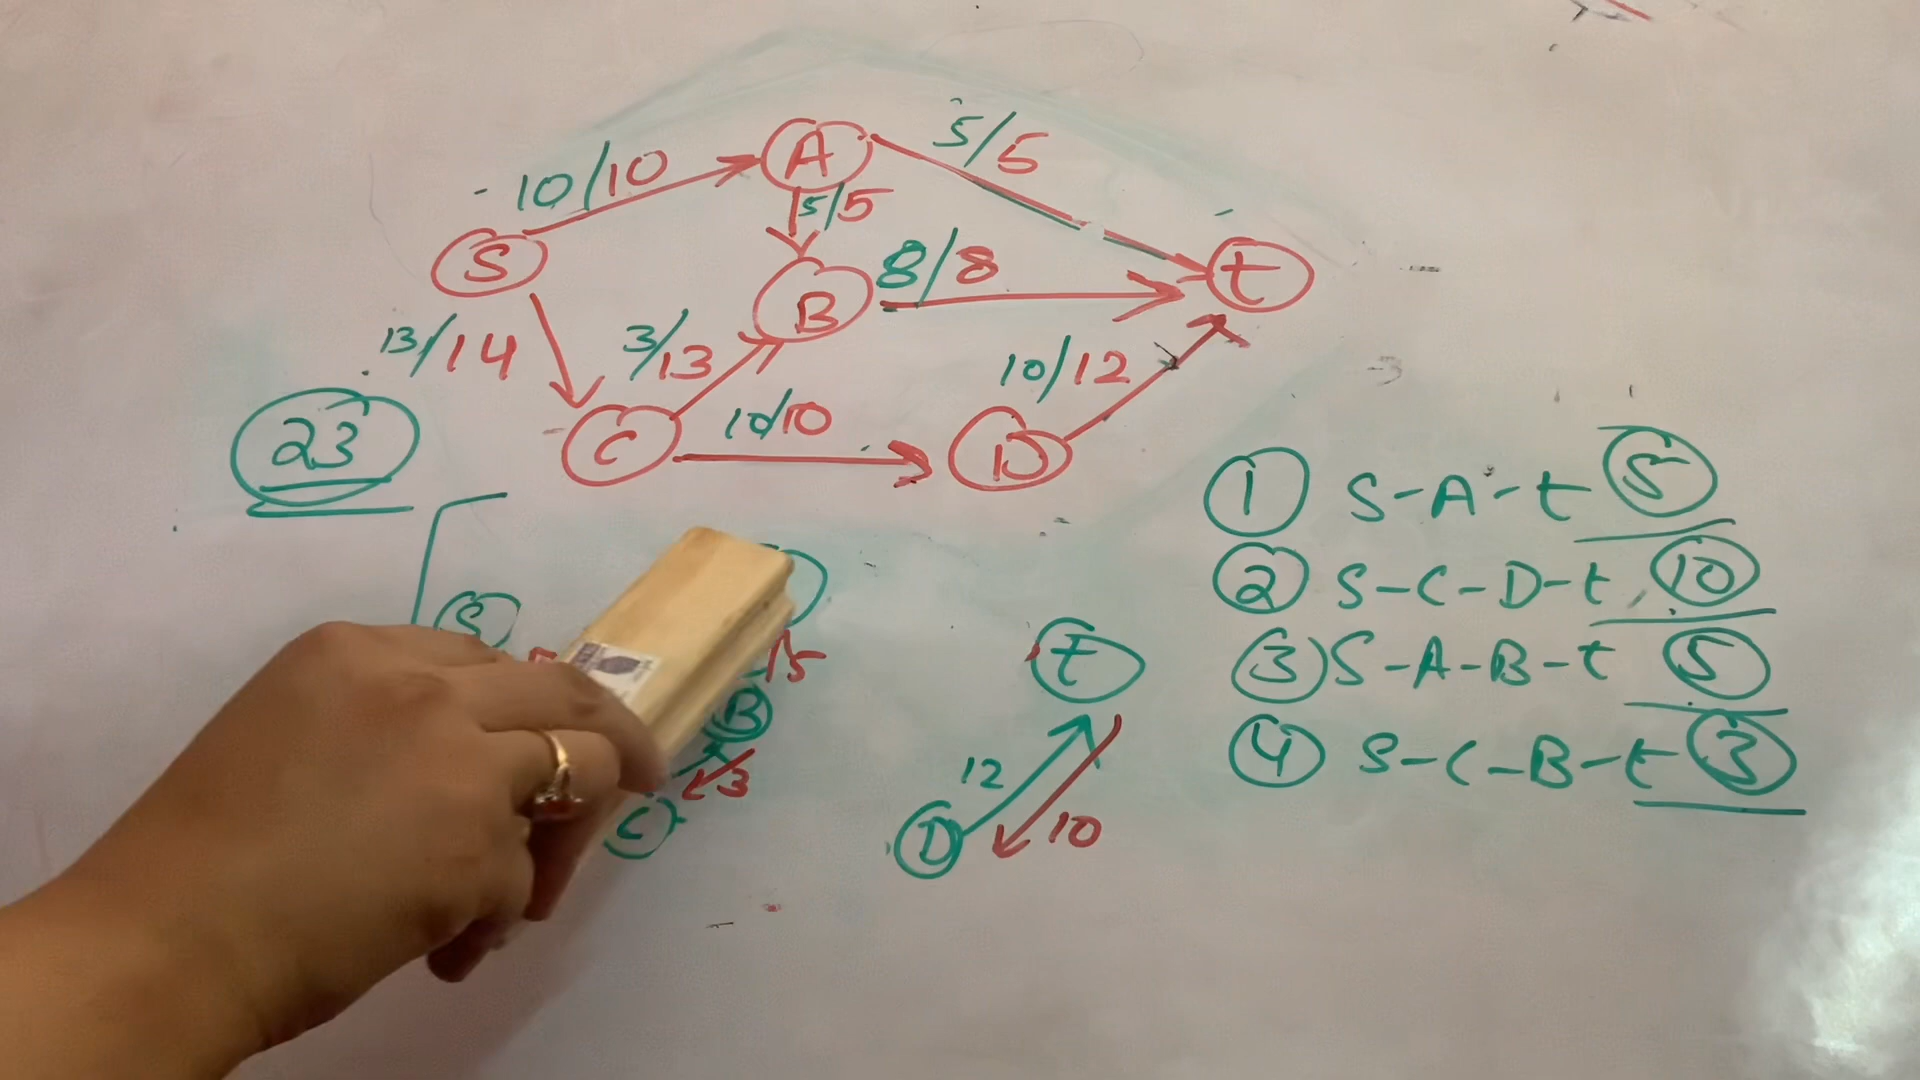 5/5
10/10
A
5/5
S
8/8
t
B
13/14
3/13
10/12
23
C
10/10
D
1 S-A-t 5
2 S-C-D-t 10
3 S-A-B-t 5
4 S-C-B-t 3
S
15
t
B
3
12
C
D
10